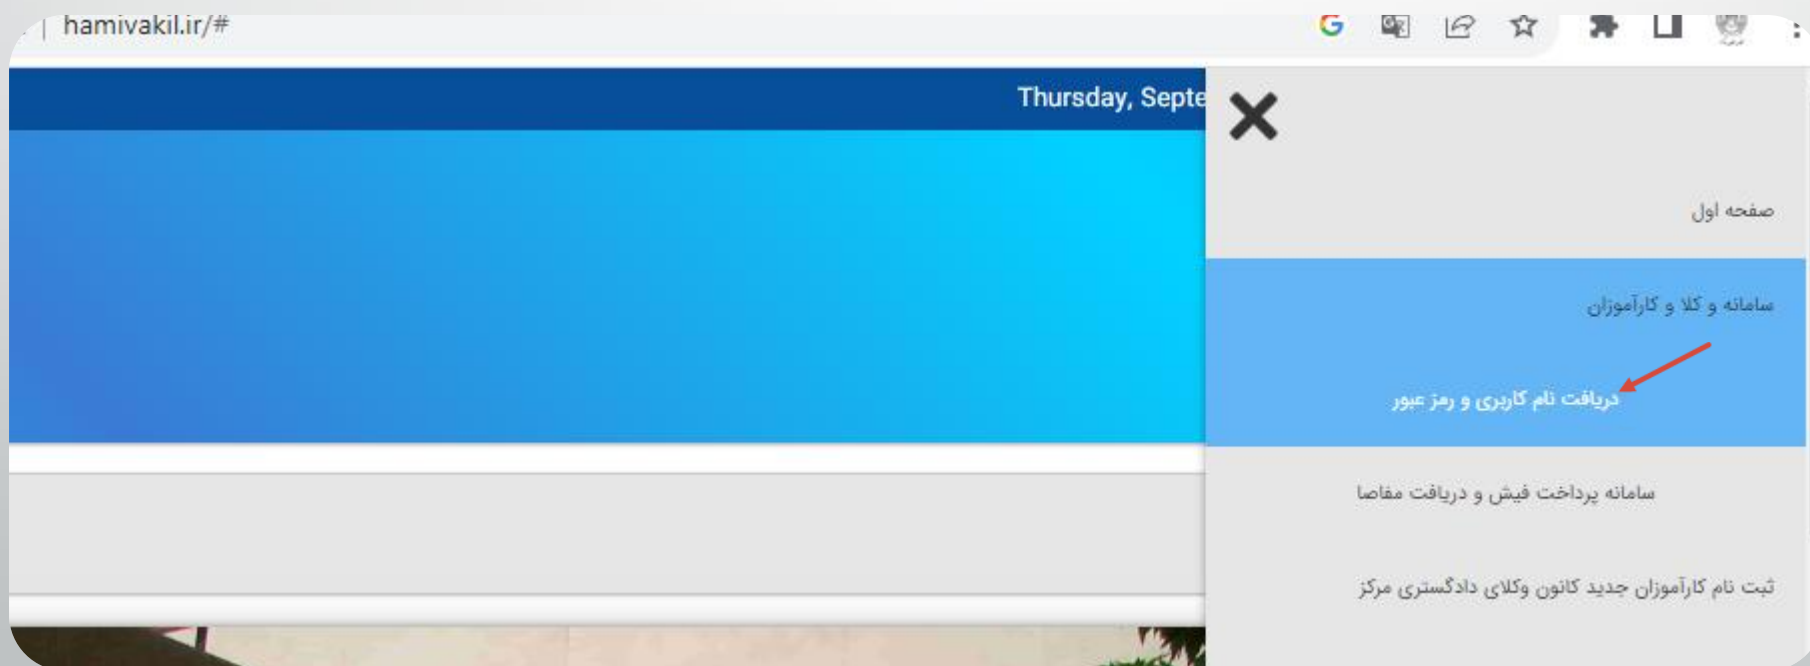 hamivakil.ir/#
Thursday, Septe
صفحه اول
سامانه و کلا و کارآموزان
دریافت نام کاربری و رمز عبور
سامانه پرداخت فیش و دریافت مفاصا
ثبت نام کارآموزان جدید کانون وکلای دادگستری مرکز